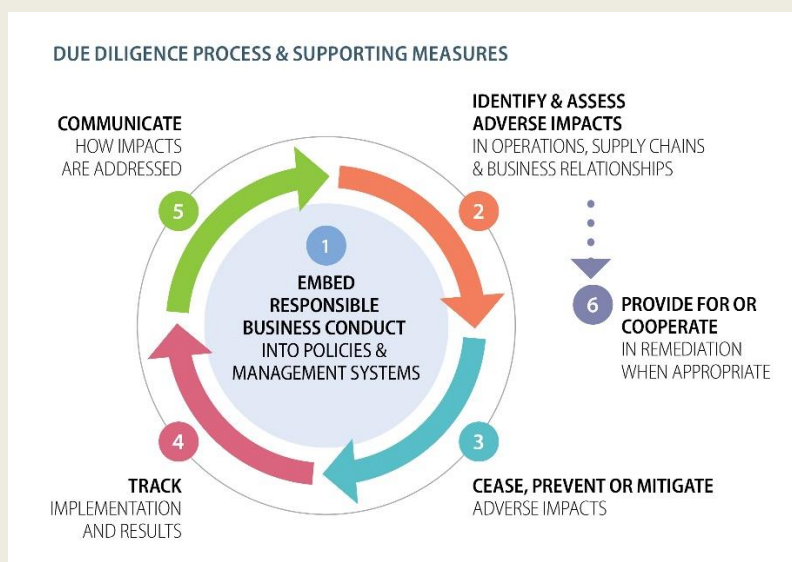 DUE DILIGENCE PROCESS & SUPPORTING MEASURES
1
EMBED
RESPONSIBLE
BUSINESS CONDUCT
INTO POLICIES &
MANAGEMENT SYSTEMS
2
IDENTIFY & ASSESS
ADVERSE IMPACTS
IN OPERATIONS, SUPPLY CHAINS
& BUSINESS RELATIONSHIPS
3
CEASE, PREVENT OR MITIGATE
ADVERSE IMPACTS
4
TRACK
IMPLEMENTATION
AND RESULTS
5
COMMUNICATE
HOW IMPACTS
ARE ADDRESSED
6
PROVIDE FOR OR
COOPERATE
IN REMEDIATION
WHEN APPROPRIATE